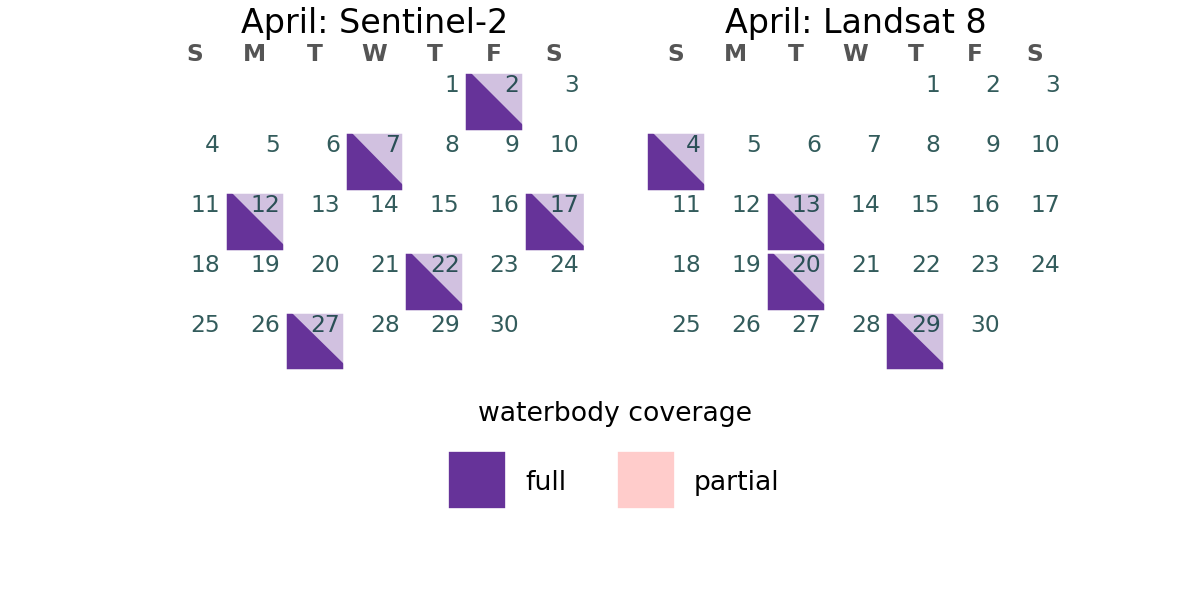 April: Sentinel-2
S M T W T F S
1 2 3
4 5 6 7 8 9 10
11 12 13 14 15 16 17
18 19 20 21 22 23 24
25 26 27 28 29 30
April: Landsat 8
S M T W T F S
1 2 3
4 5 6 7 8 9 10
11 12 13 14 15 16 17
18 19 20 21 22 23 24
25 26 27 28 29 30
waterbody coverage
full
partial